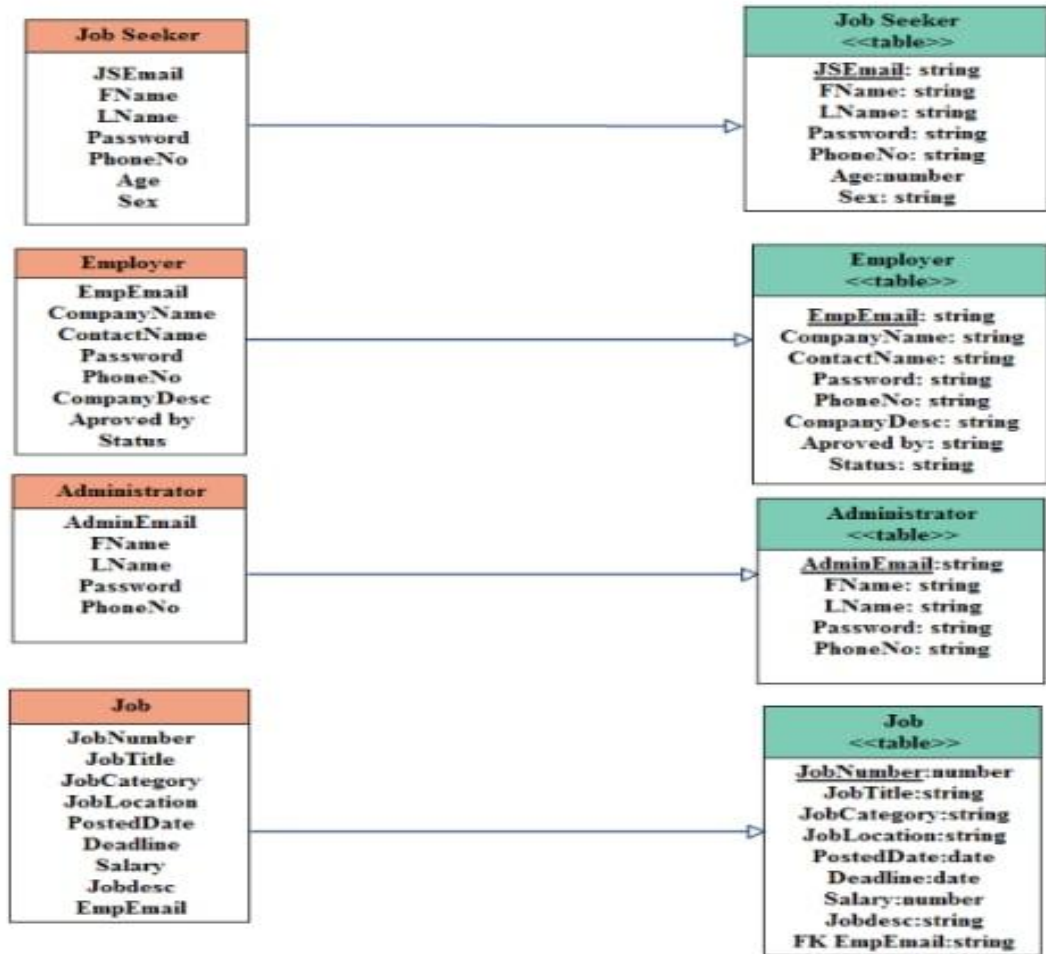 Job Seeker
JSEmail
FName
LName
Password
PhoneNo
Age
Sex
Job Seeker
<<table>>
JSEmail: string
FName: string
LName: string
Password: string
PhoneNo: string
Age:number
Sex: string
Employer
EmpEmail
CompanyName
ContactName
Password
PhoneNo
CompanyDesc
Aproved by
Status
Employer
<<table>>
EmpEmail: string
CompanyName: string
ContactName: string
Password: string
PhoneNo: string
CompanyDesc: string
Aproved by: string
Status: string
Administrator
AdminEmail
FName
LName
Password
PhoneNo
Administrator
<<table>>
AdminEmail:string
FName: string
LName: string
Password: string
PhoneNo: string
Job
JobNumber
JobTitle
JobCategory
JobLocation
PostedDate
Deadline
Salary
Jobdesc
EmpEmail
Job
<<table>>
JobNumber:number
JobTitle:string
JobCategory:string
JobLocation:string
PostedDate:date
Deadline:date
Salary:number
Jobdesc:string
FK EmpEmail:string